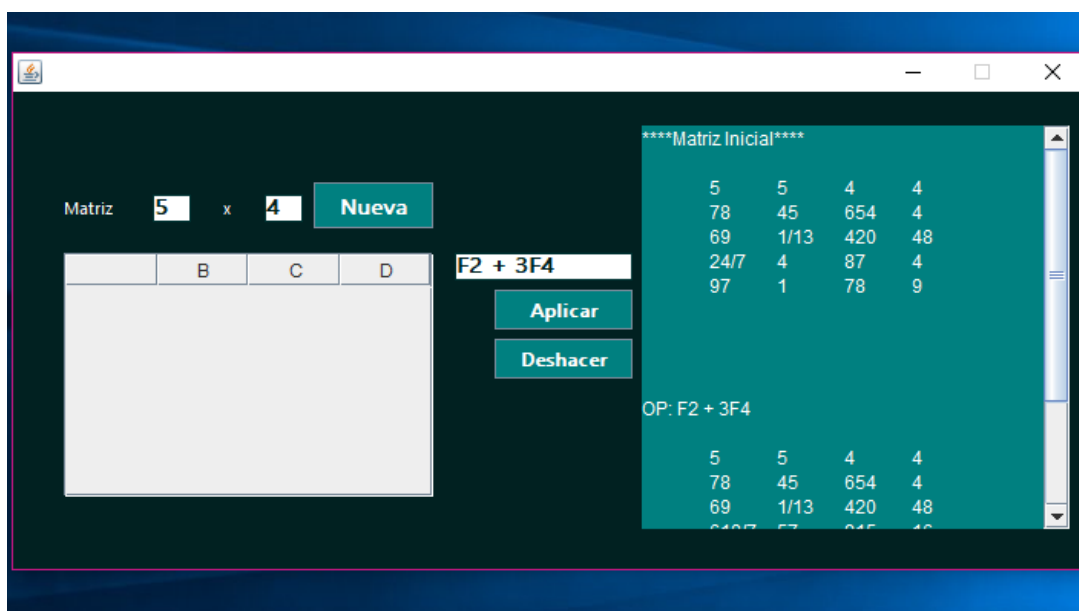 Matriz 5 x 4 Nueva
B C D
F2 + 3F4
Aplicar
Deshacer
****Matriz Inicial****
5 5 4 4
78 45 654 4
69 1/13 420 48
24/7 4 87 4
97 1 78 9
OP: F2 + 3F4
5 5 4 4
78 45 654 4
69 1/13 420 48